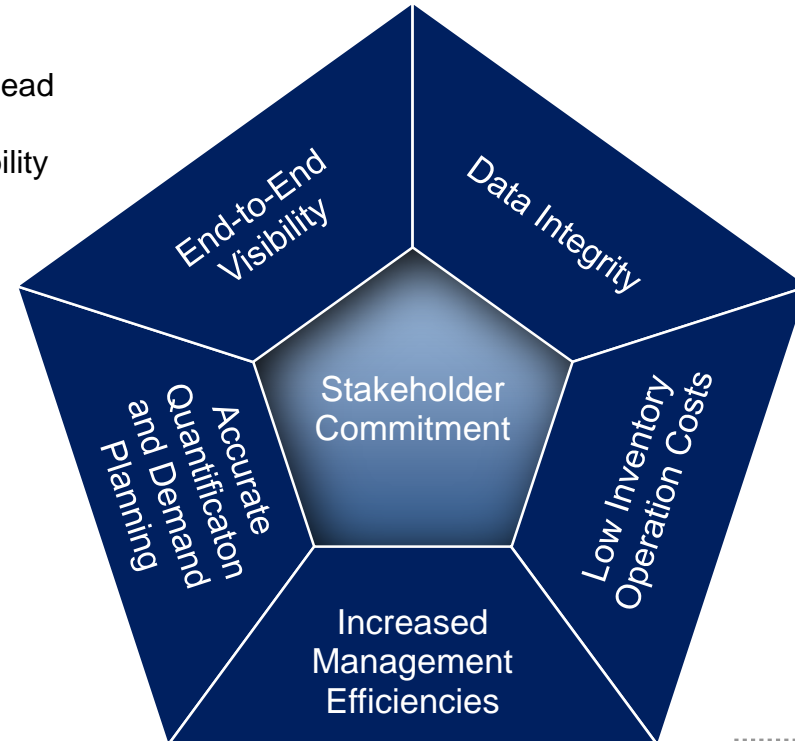 ead
ility
End-to-End
Visibility
Data Integrity
Stakeholder
Commitment
Accurate
Quantificaton
and Demand
Planning
Low Inventory
Operation Costs
Increased
Management
Efficiencies